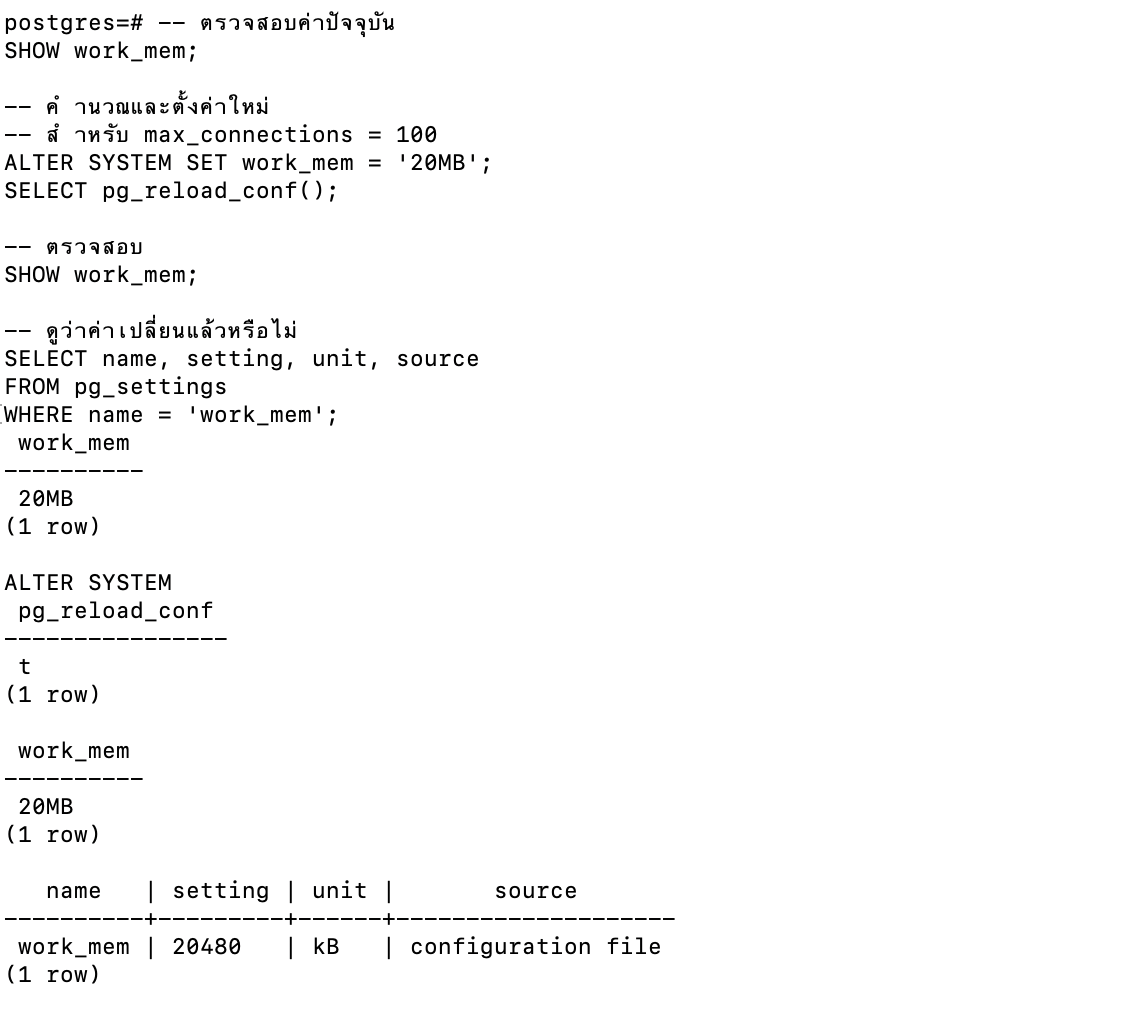 postgres=# -- ตรวจสอบค่าปัจจุบัน
SHOW work_mem;
-- คํ านวณและตั้งค่าใหม่
-- สํ าหรับ max_connections = 100
ALTER SYSTEM SET work_mem = '20MB';
SELECT pg_reload_conf();
-- ตรวจสอบ
SHOW work_mem;
-- ดูว่าค่าเปลี่ยนแล้วหรือไม่
SELECT name, setting, unit, source
FROM pg_settings
WHERE name = 'work_mem';
 work_mem
----------
 20MB
(1 row)
ALTER SYSTEM
 pg_reload_conf
----------------
 t
(1 row)
 work_mem
----------
 20MB
(1 row)
   name   | setting | unit |       source
----------+---------+------+--------------------
 work_mem | 20480   | kB   | configuration file
(1 row)